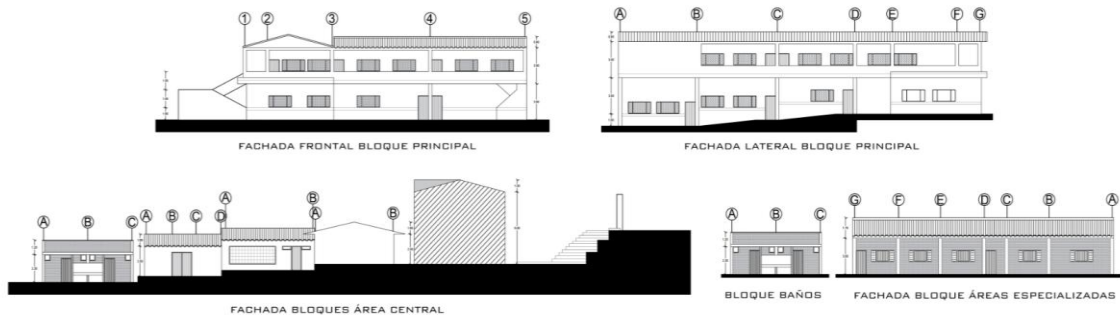 1 2 3 4 5
FACHADA FRONTAL BLOQUE PRINCIPAL
A B C D E F G
FACHADA LATERAL BLOQUE PRINCIPAL
A B C A B C D A B A B
FACHADA BLOQUES ÁREA CENTRAL
A B C
BLOQUE BAÑOS
G F E D C B A
FACHADA BLOQUE ÁREAS ESPECIALIZADAS